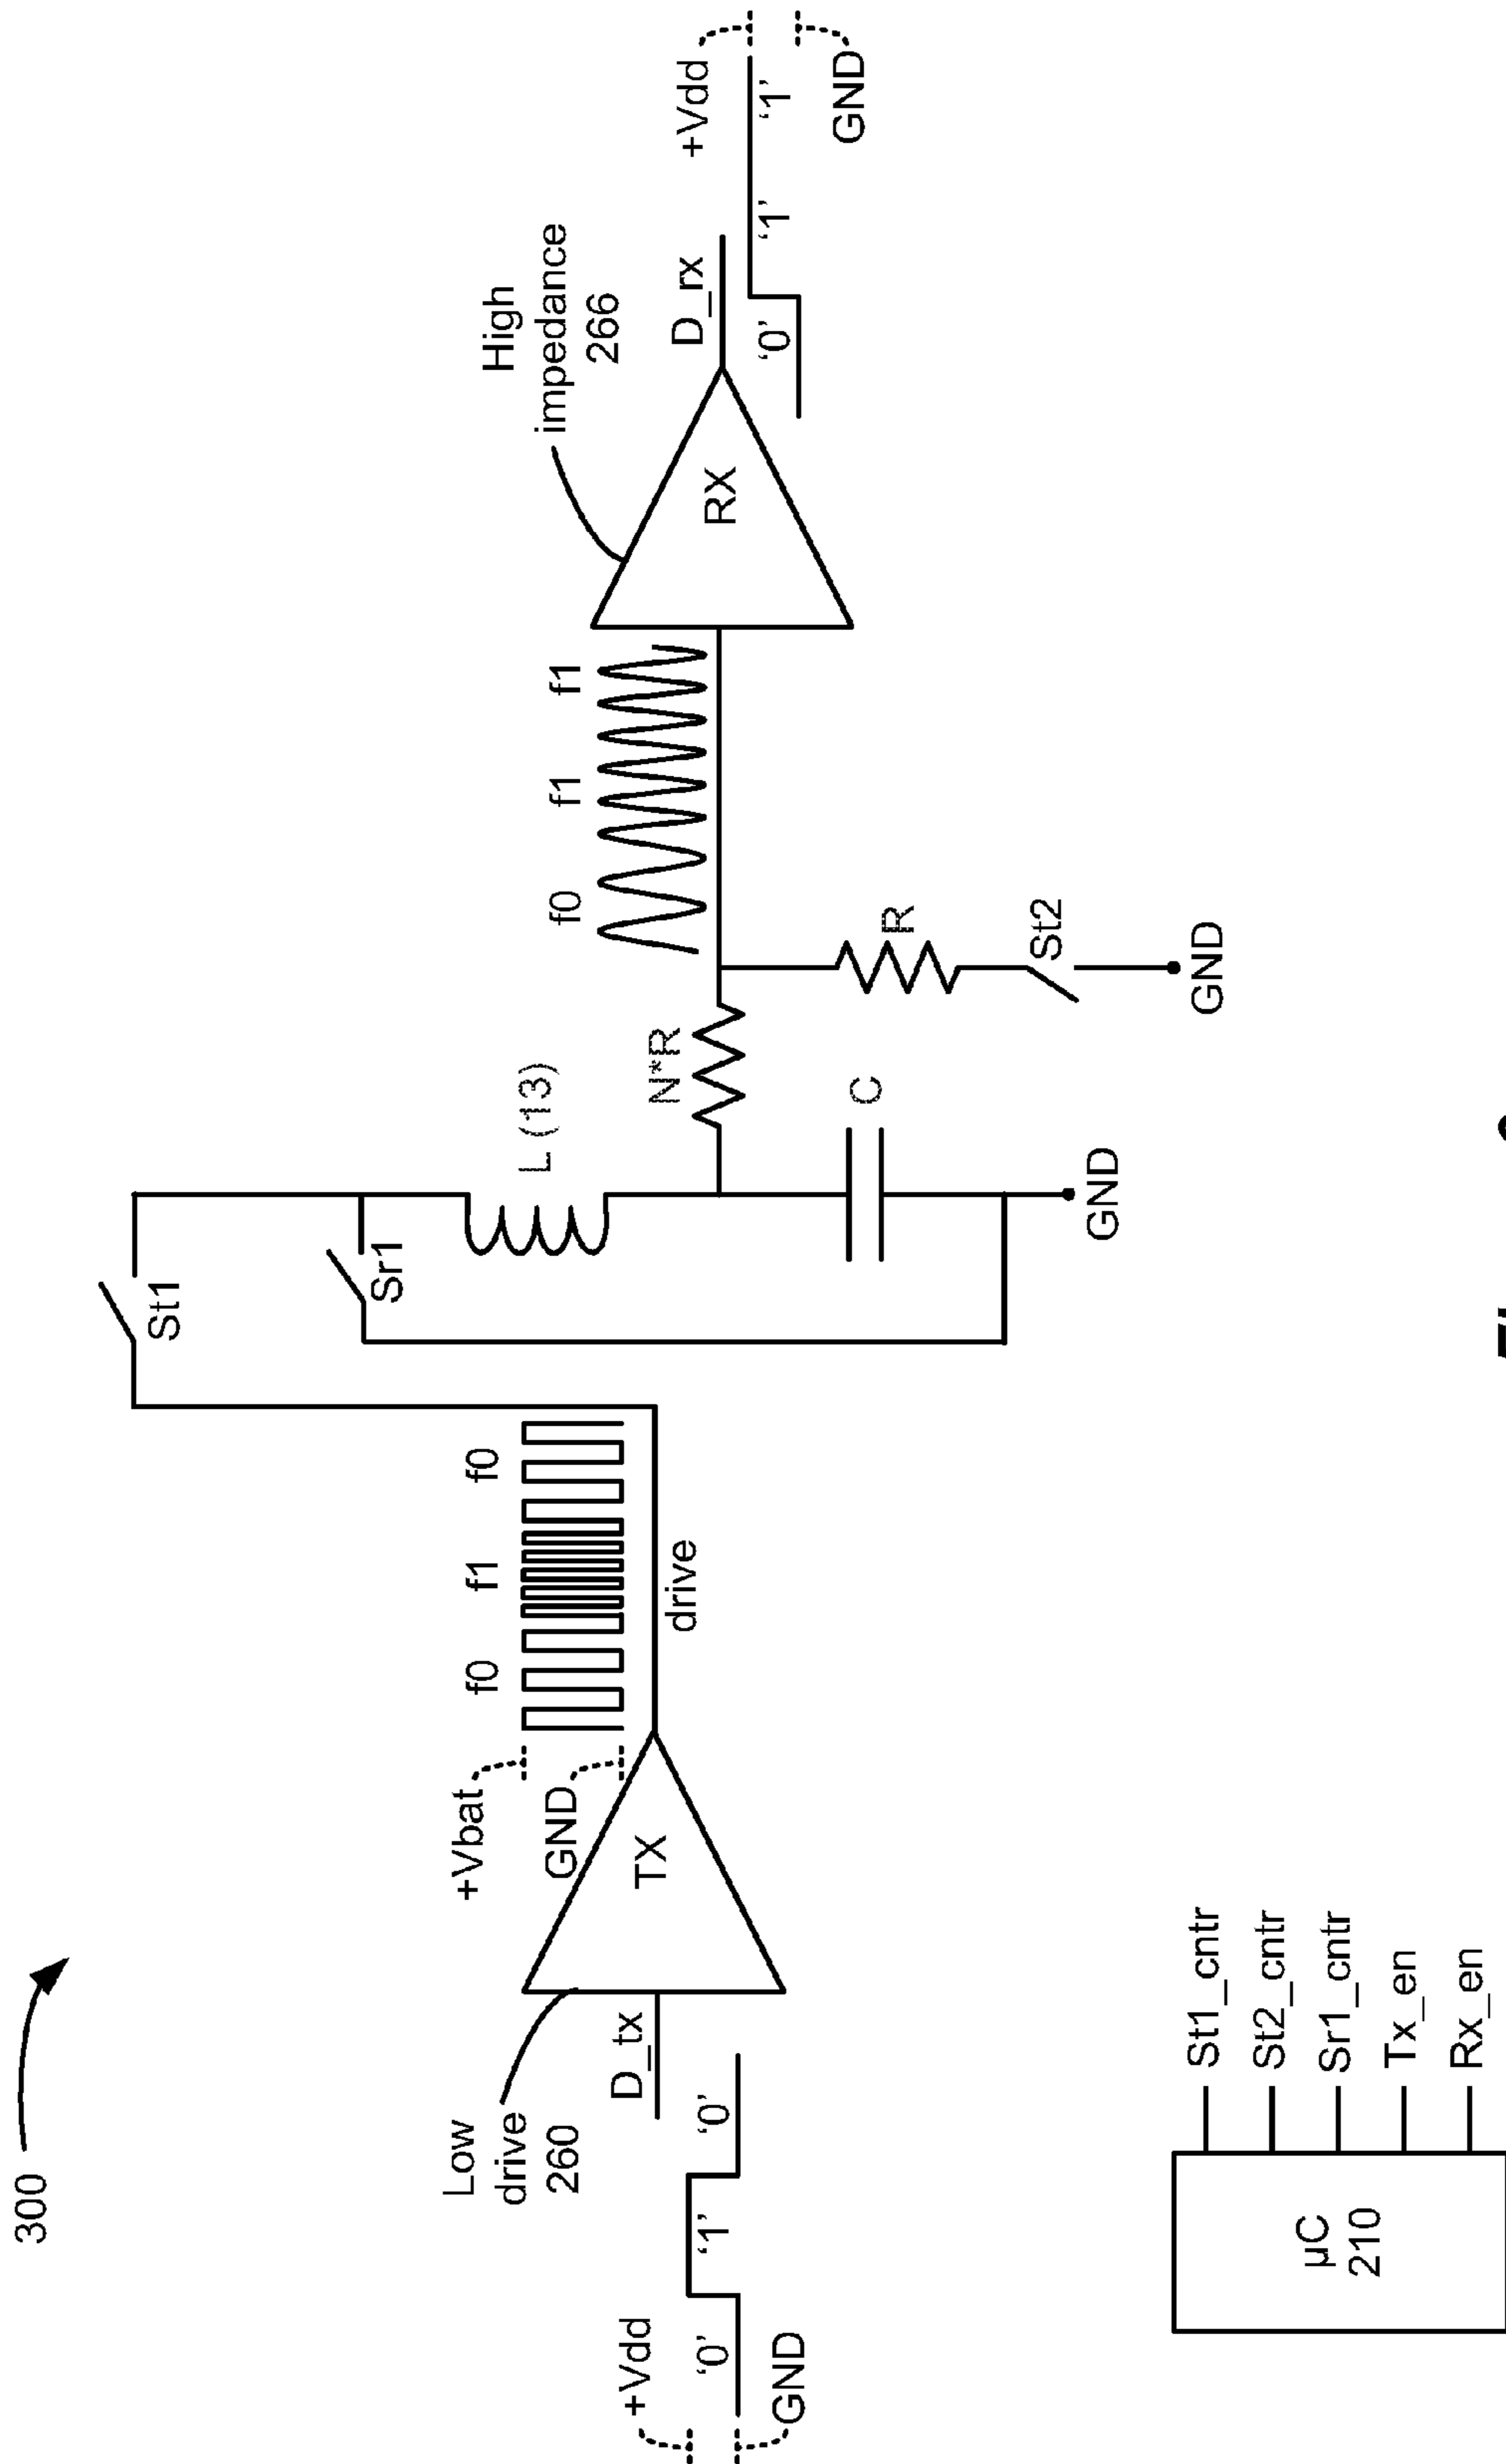 300
Low
drive
260
D_tx
+Vdd
'0'
'1'
'0'
GND
TX
+Vbat
GND
f0
f1
f0
drive
St1
Sr1
L (13)
C
GND
N*R
R
St2
GND
f0
f1
f1
RX
High
impedance
266
D_rx
'0'
'1'
'1'
+Vdd
GND
µC
210
St1_cntr
St2_cntr
Sr1_cntr
Tx_en
Rx_en